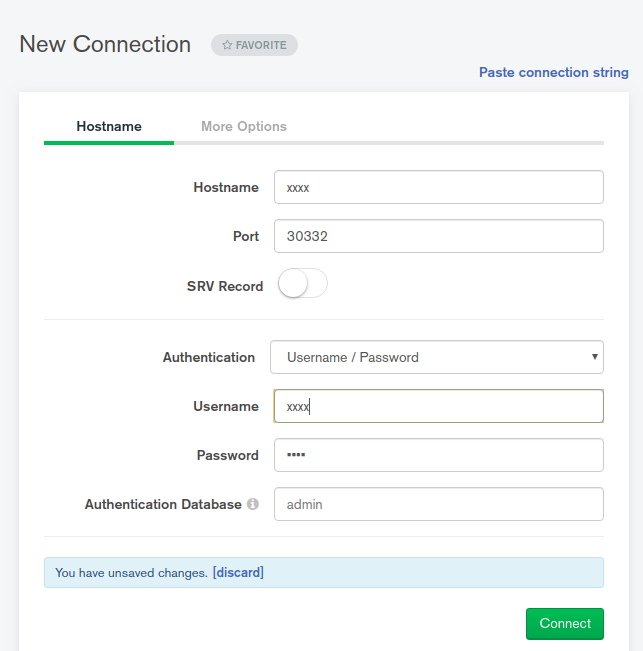 New Connection FAVORITE
Paste connection string
Hostname More Options
Hostname xxxx
Port 30332
SRV Record
Authentication Username / Password
Username xxxx
Password ••••
Authentication Database admin
You have unsaved changes. [discard]
Connect